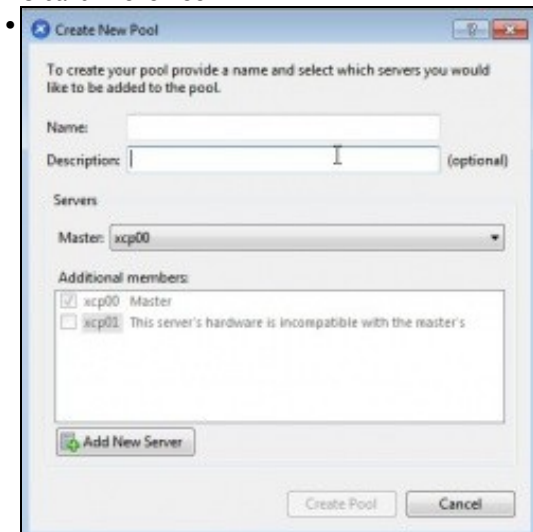 Create New Pool
To create your pool provide a name and select which servers you would
like to be added to the pool.
Name:
Description:
(optional)
Servers
Master: xcp00
Additional members:
xcp00 Master
xcp01 This server's hardware is incompatible with the master's
Add New Server
Create Pool
Cancel